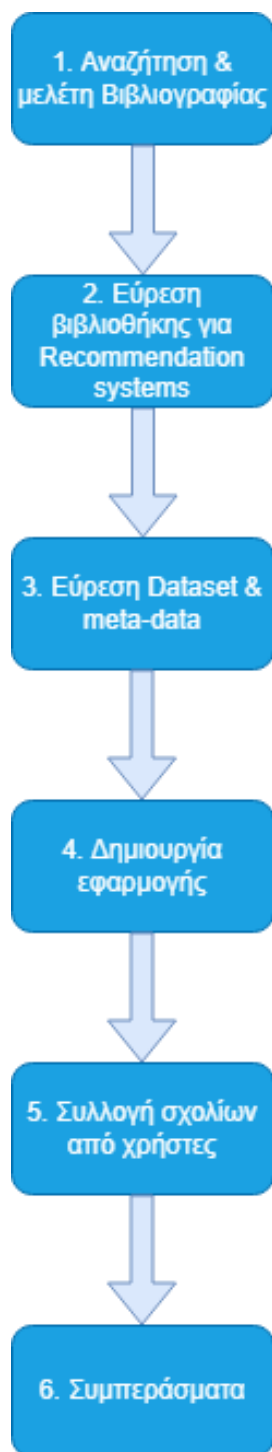 1. Αναζήτηση &
μελέτη Βιβλιογραφίας
2. Εύρεση
βιβλιοθήκης για
Recommendation
systems
3. Εύρεση Dataset &
meta-data
4. Δημιουργία
εφαρμογής
5. Συλλογή σχολίων
από χρήστες
6. Συμπεράσματα